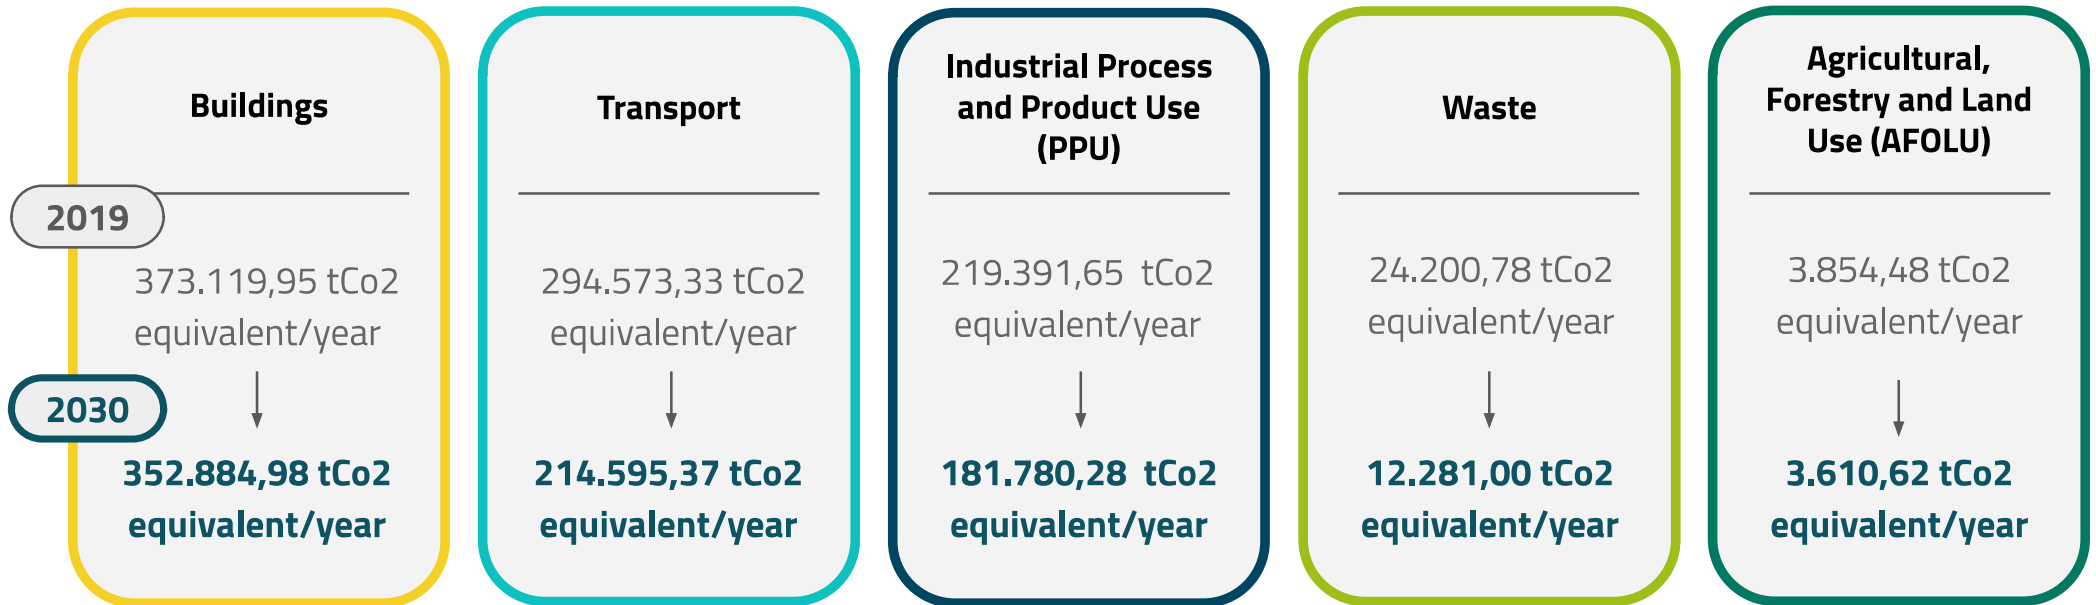 Buildings
2019
373.119,95 tCo2
equivalent/year
2030
352.884,98 tCo2
equivalent/year
Transport
294.573,33 tCo2
equivalent/year
214.595,37 tCo2
equivalent/year
Industrial Process
and Product Use
(PPU)
219.391,65 tCo2
equivalent/year
181.780,28 tCo2
equivalent/year
Waste
24.200,78 tCo2
equivalent/year
12.281,00 tCo2
equivalent/year
Agricultural,
Forestry and Land
Use (AFOLU)
3.854,48 tCo2
equivalent/year
3.610,62 tCo2
equivalent/year